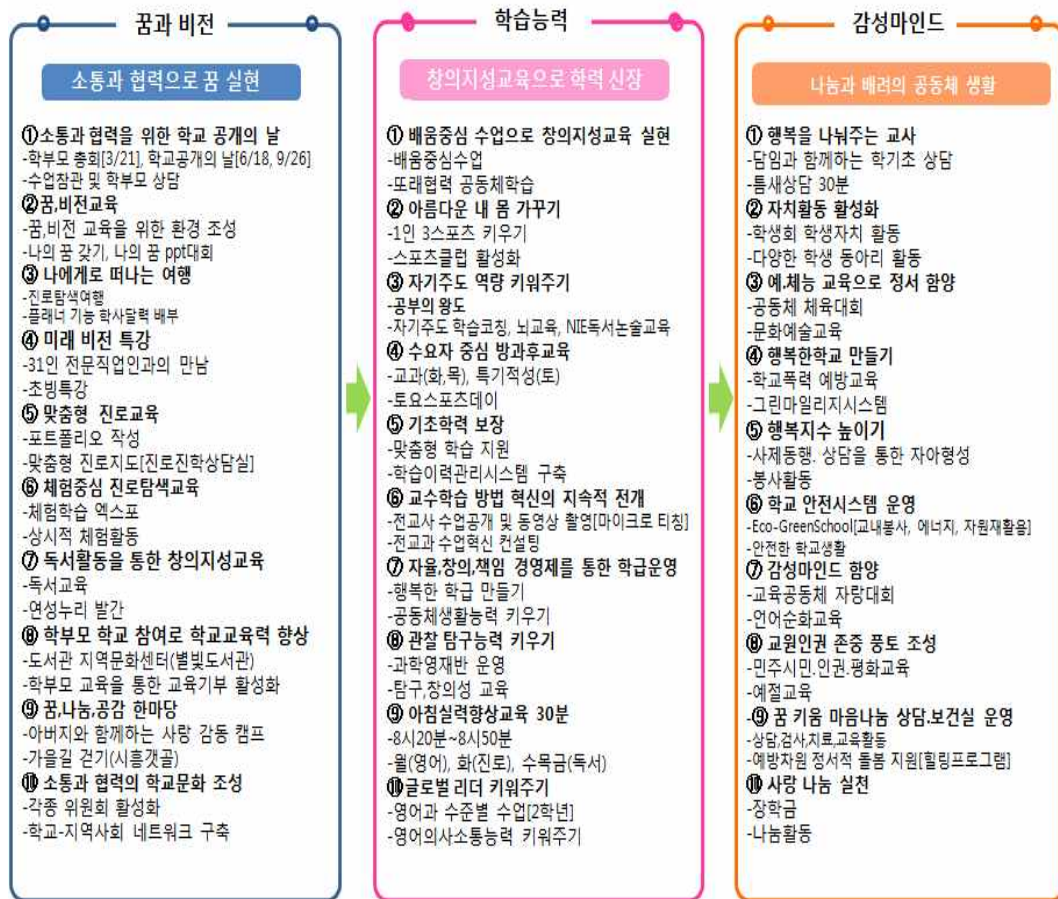 꿈과 비전
소통과 협력으로 꿈 실현
①소통과 협력을 위한 학교 공개의 날
-학부모 총회[3/21], 학교공개의 날[6/18, 9/26]
-수업참관 및 학부모 상담
②꿈,비전교육
-꿈,비전 교육을 위한 환경 조성
-나의 꿈 갖기, 나의 꿈 ppt대회
③ 나에게로 떠나는 여행
-진로탐색여행
-플래너 기능 학사달력 배부
④ 미래 비전 특강
-31인 전문직업인과의 만남
-초빙특강
⑤ 맞춤형 진로교육
-포트폴리오 작성
-맞춤형 진로지도[진로진학상담실]
⑥ 체험중심 진로탐색교육
-체험학습 엑스포
-상시적 체험활동
⑦ 독서활동을 통한 창의지성교육
-독서교육
-연성누리 발간
⑧ 학부모 학교 참여로 학교교육력 향상
-도서관 지역문화센터(별빛도서관)
-학부모 교육을 통한 교육기부 활성화
⑨ 꿈,나눔,공감 한마당
-아버지와 함께하는 사랑 감동 캠프
-가을길 걷기(시흥갯골)
⑩ 소통과 협력의 학교문화 조성
-각종 위원회 활성화
-학교-지역사회 네트워크 구축
학습능력
창의지성교육으로 학력 신장
① 배움중심 수업으로 창의지성교육 실현
-배움중심수업
-또래협력 공동체학습
② 아름다운 내 몸 가꾸기
-1인 3스포츠 키우기
-스포츠클럽 활성화
③ 자기주도 역량 키워주기
-공부의 왕도
-자기주도 학습코칭, 뇌교육, NIE독서논술교육
④ 수요자 중심 방과후교육
-교과(화,목), 특기적성(토)
-토요스포츠데이
⑤ 기초학력 보장
-맞춤형 학습 지원
-학습이력관리시스템 구축
⑥ 교수학습 방법 혁신의 지속적 전개
-전교사 수업공개 및 동영상 촬영[마이크로 티칭]
-전교과 수업혁신 컨설팅
⑦ 자율,창의,책임 경영제를 통한 학급운영
-행복한 학급 만들기
-공동체생활능력 키우기
⑧ 관찰 탐구능력 키우기
-과학영재반 운영
-탐구,창의성 교육
⑨ 아침실력향상교육 30분
-8시20분~8시50분
-월(영어), 화(진로), 수목금(독서)
⑩글로벌 리더 키워주기
-영어과 수준별 수업[2학년]
-영어의사소통능력 키워주기
감성마인드
나눔과 배려의 공동체 생활
① 행복을 나눠주는 교사
-담임과 함께하는 학기초 상담
-틈새상담 30분
② 자치활동 활성화
-학생회 학생자치 활동
-다양한 학생 동아리 활동
③ 예.체능 교육으로 정서 함양
-공동체 체육대회
-문화예술교육
④ 행복한학교 만들기
-학교폭력 예방교육
-그린마일리지시스템
⑤ 행복지수 높이기
-사제동행. 상담을 통한 자아형성
-봉사활동
⑥ 학교 안전시스템 운영
-Eco-GreenSchool[교내봉사, 에너지, 자원재활용]
-안전한 학교생활
⑦ 감성마인드 함양
-교육공동체 자랑대회
-언어순화교육
⑧ 교원인권 존중 풍토 조성
-민주시민.인권.평화교육
-예절교육
-⑨ 꿈 키움 마음나눔 상담.보건실 운영
-상담,검사,치료,교육활동
-예방차원 정서적 돌봄 지원[힐링프로그램]
⑩ 사랑 나눔 실천
-장학금
-나눔활동